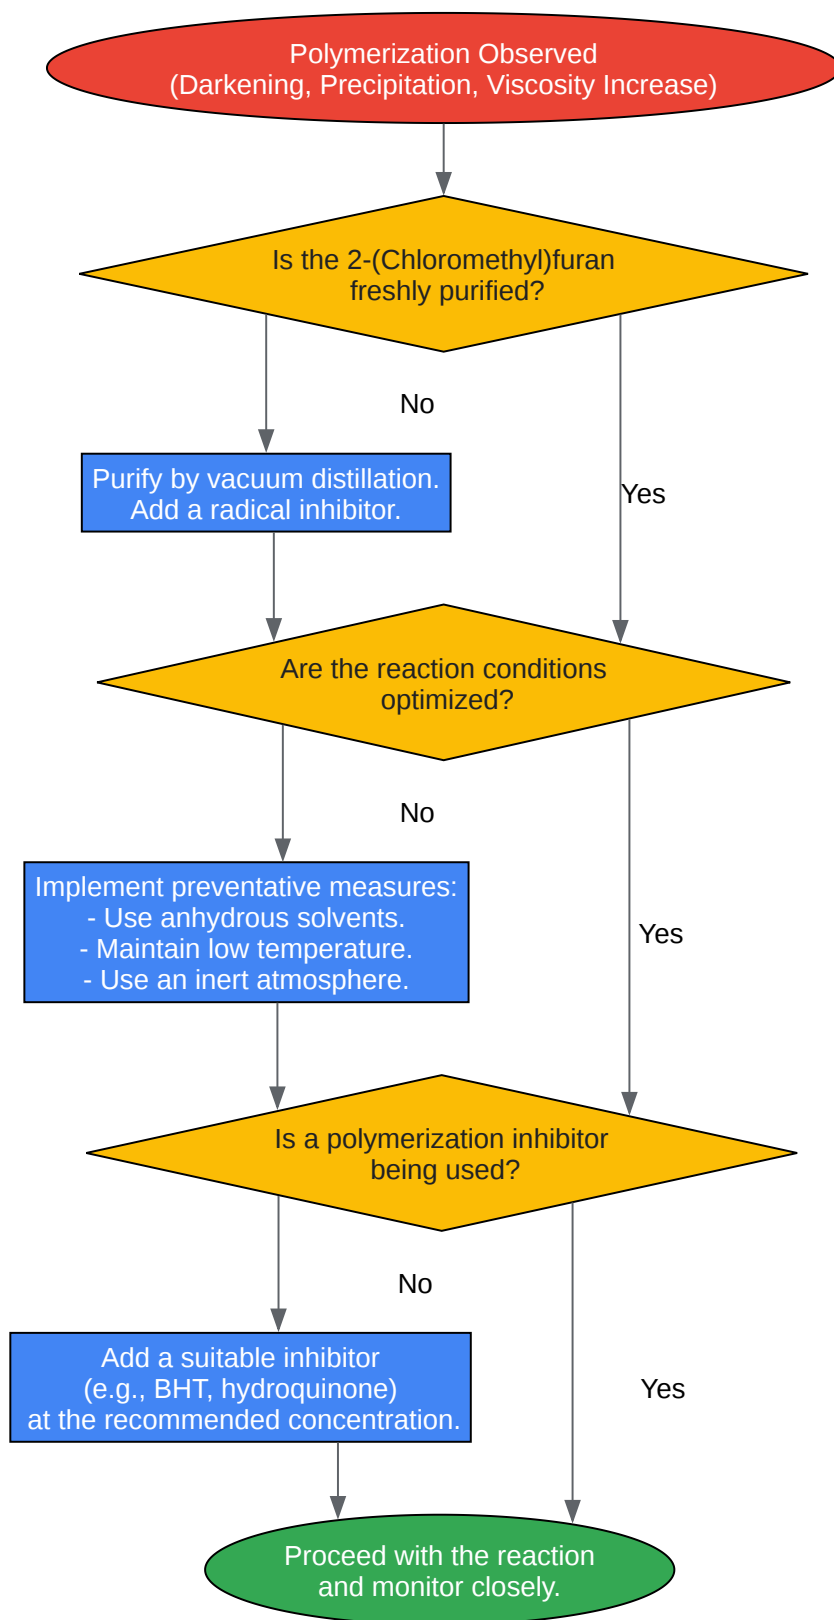 Polymerization Observed
(Darkening, Precipitation, Viscosity Increase)
Is the 2-(Chloromethyl)furan
freshly purified?
No
Purify by vacuum distillation.
Add a radical inhibitor.
Yes
Are the reaction conditions
optimized?
No
Implement preventative measures:
- Use anhydrous solvents.
- Maintain low temperature.
- Use an inert atmosphere.
Yes
Is a polymerization inhibitor
being used?
No
Add a suitable inhibitor
(e.g., BHT, hydroquinone)
at the recommended concentration.
Yes
Proceed with the reaction
and monitor closely.